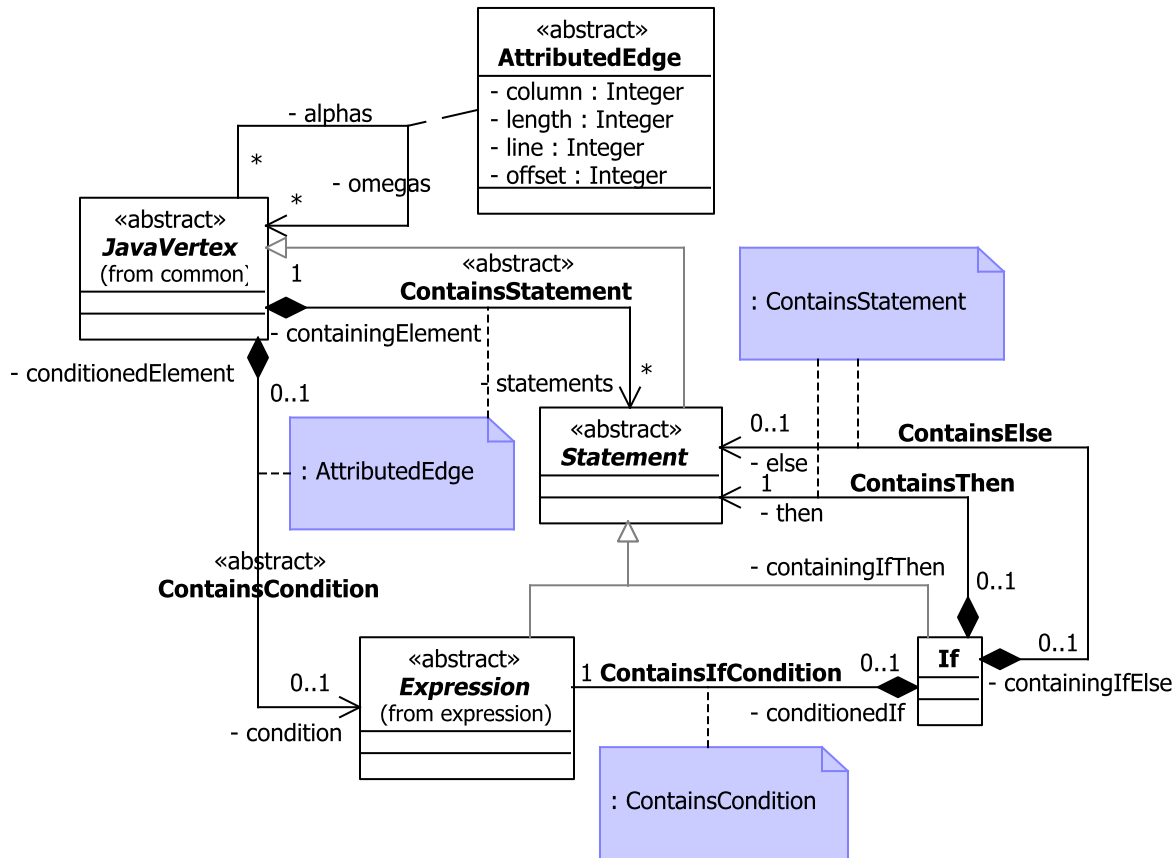 «abstract»
AttributedEdge
- column : Integer
- length : Integer
- line : Integer
- offset : Integer
- alphas
*
- omegas
*
«abstract»
JavaVertex
(from common)
1
«abstract»
ContainsStatement
- containingElement
: ContainsStatement
- conditionedElement
0..1
- statements
*
«abstract»
Statement
0..1
- else
ContainsElse
1
- then
ContainsThen
: AttributedEdge
«abstract»
ContainsCondition
- containingIfThen
0..1
0..1
- containingIfElse
If
«abstract»
Expression
(from expression)
0..1
- condition
1
ContainsIfCondition
0..1
- conditionedIf
: ContainsCondition